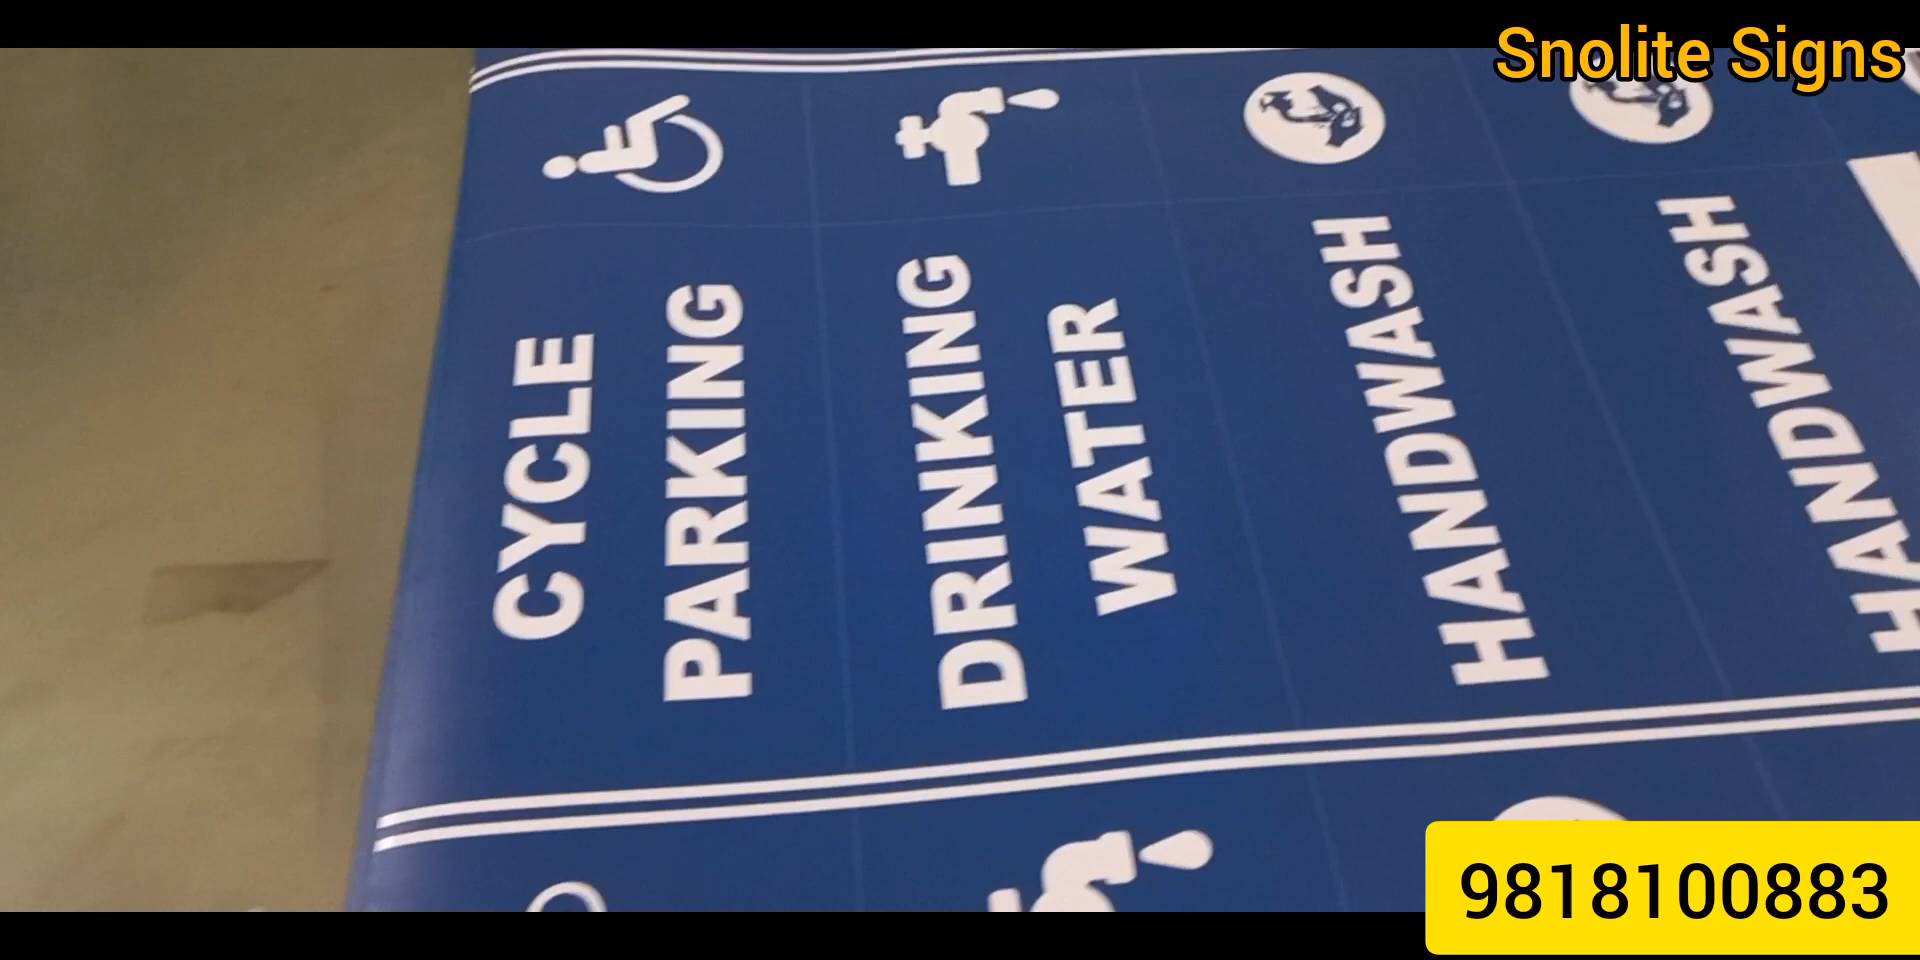 Snolite Signs
CYCLE
PARKING
DRINKING
WATER
HANDWASH
HANDWASH
9818100883